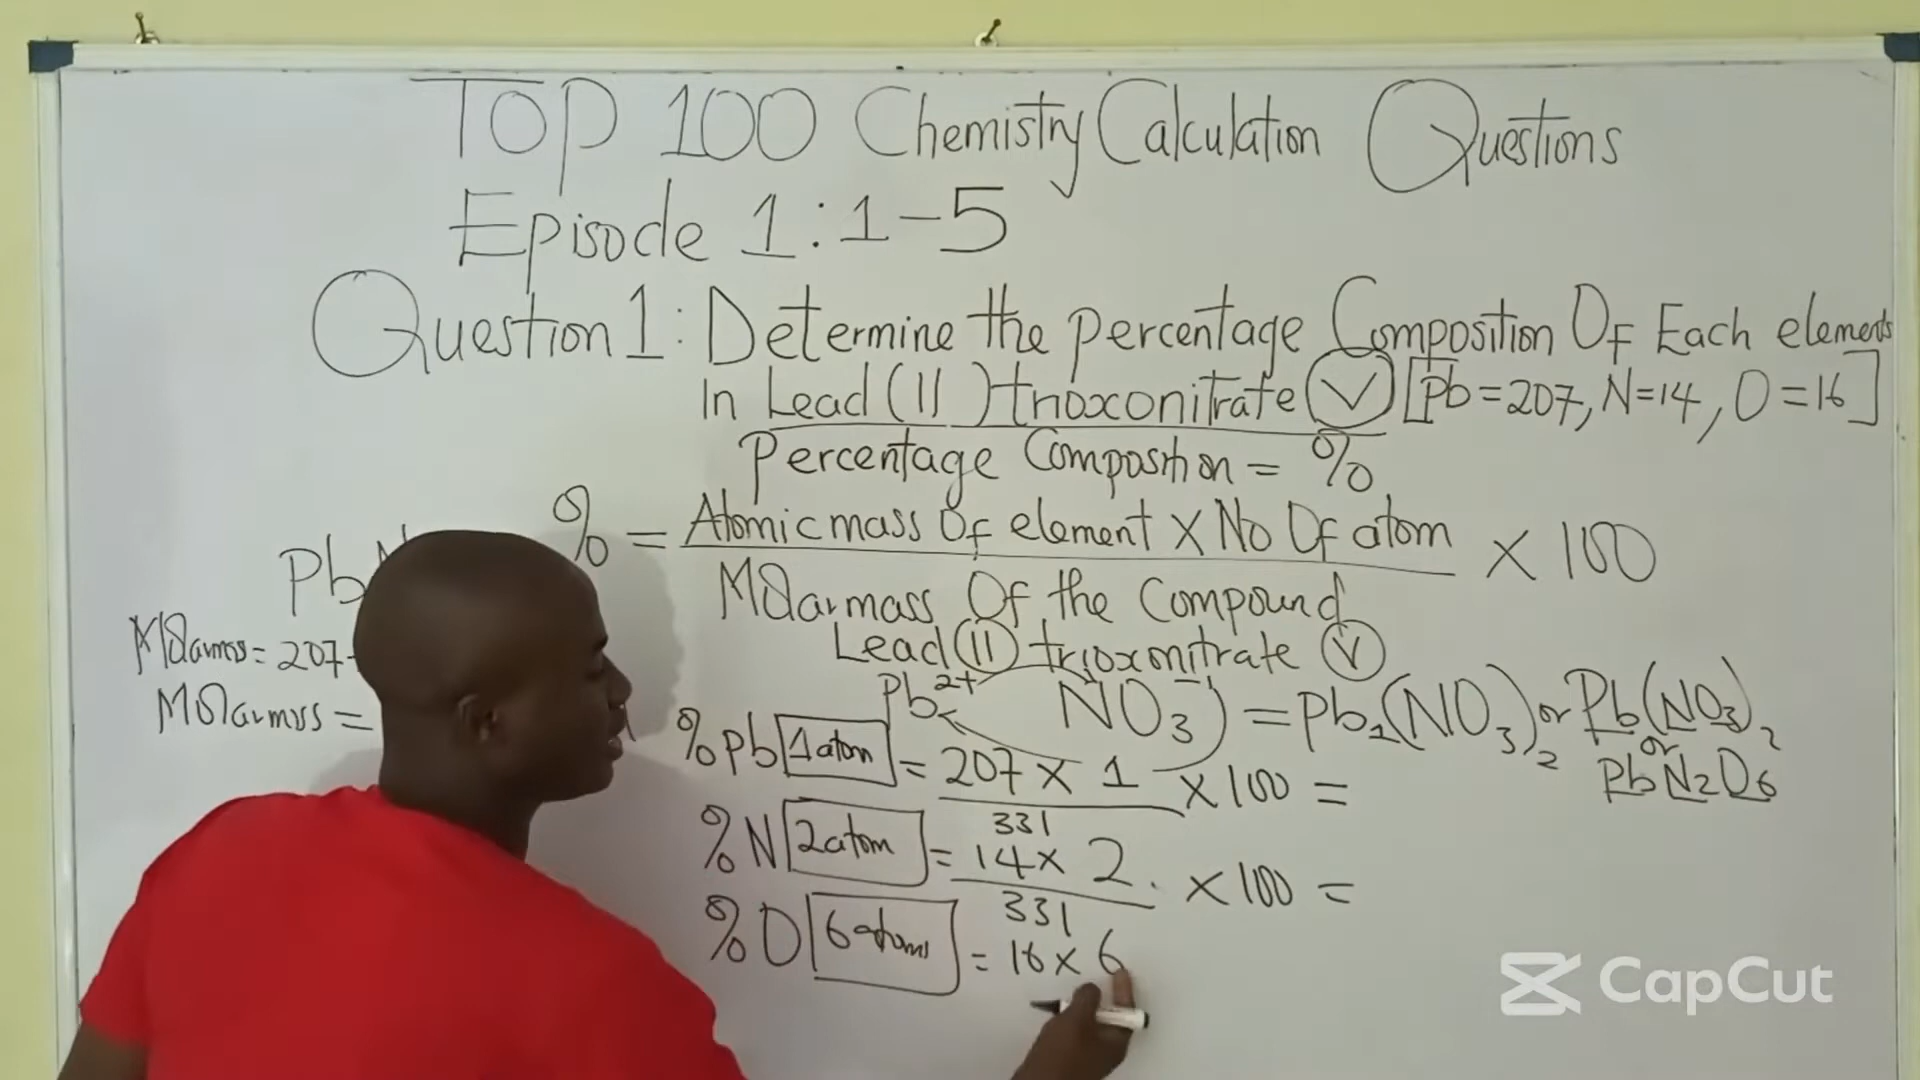 TOP 100 Chemistry Calculation Questions
Episode 1: 1-5
Question 1: Determine the percentage Composition Of Each elements
In Lead (II) trioxonitrate (V) [Pb=207, N=14, O=16]
Percentage Composition = %
% = Atomic mass Of element X No Of atom X 100
Molar mass Of the Compound
Lead (II) trioxonitrate (V)
Pb²⁺ NO₃⁻¹ = Pb₁(NO₃)₂ or Pb(NO₃)₂
or
PbN₂O₆
Pb
Molar mass = 207
Molar mass =
% Pb 1 atom = 207 x 1 x 100 =
331
% N 2 atom = 14 x 2 x 100 =
331
% O 6 atoms = 16 x 6
CapCut